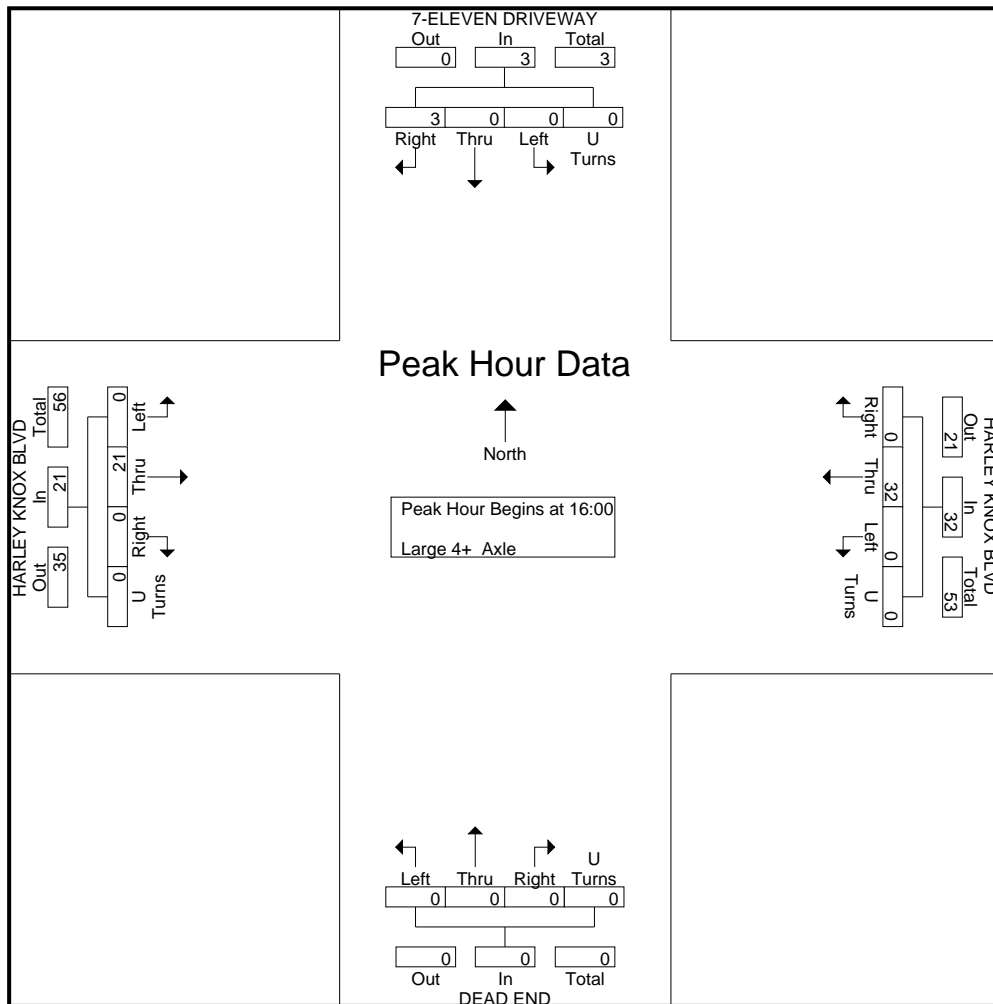 7-ELEVEN DRIVEWAY
Out In Total
0 3 3
3 0 0 0
Right Thru Left U
Turns
Peak Hour Data
North
Peak Hour Begins at 16:00
Large 4+ Axle
HARLEY KNOX BLVD
Out In Total
35 21 56
0 21 0 0
Left Thru Right U
Turns
HARLEY KNOX BLVD
Out In Total
21 32 53
0 32 0 0
Right Thru Left U
Turns
U
Left Thru Right Turns
0 0 0 0
0 0 0
Out In Total
DEAD END